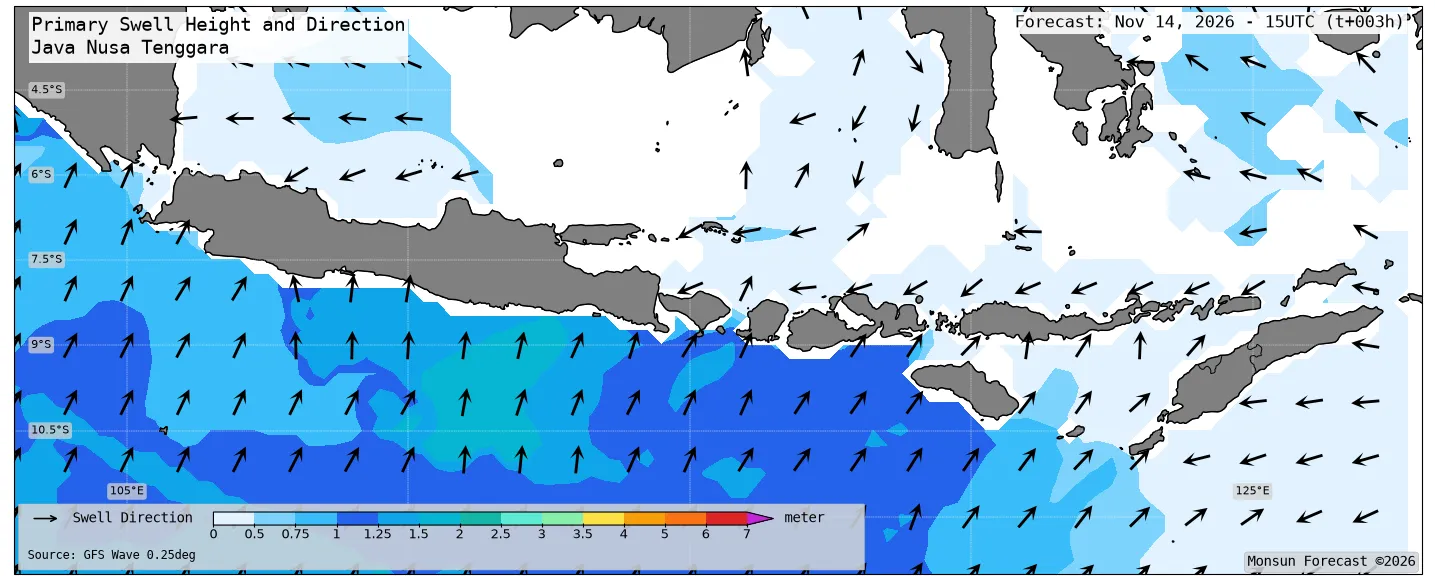 Primary Swell Height and Direction
Java Nusa Tenggara
Forecast: Nov 14, 2026 - 15UTC (t+003h)
4.5°S
6°S
7.5°S
9°S
10.5°S
105°E
125°E
Swell Direction
0 0.5 0.75 1 1.25 1.5 2 2.5 3 3.5 4 5 6 7
meter
Source: GFS Wave 0.25deg
Monsun Forecast ©2026